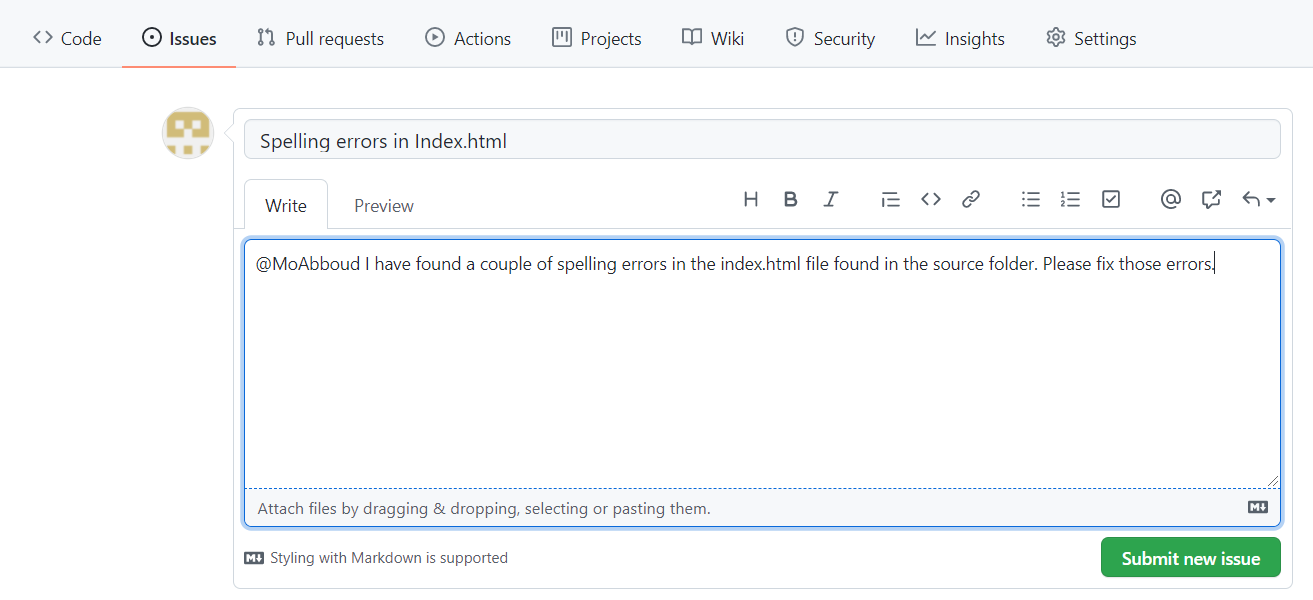 Code Issues Pull requests Actions Projects Wiki Security Insights Settings
Spelling errors in Index.html
Write Preview
@MoAbboud I have found a couple of spelling errors in the index.html file found in the source folder. Please fix those errors.
Attach files by dragging & dropping, selecting or pasting them.
Styling with Markdown is supported
Submit new issue